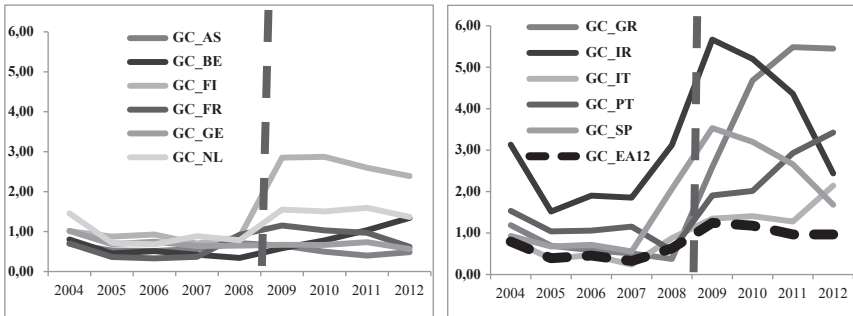 6,00
5,00
4,00
3,00
2,00
1,00
0,00
GC_AS
GC_BE
GC_FI
GC_FR
GC_GE
GC_NL
2004 2005 2006 2007 2008 2009 2010 2011 2012
6,00
5,00
4,00
3,00
2,00
1,00
0,00
GC_GR
GC_IR
GC_IT
GC_PT
GC_SP
GC_EA12
2004 2005 2006 2007 2008 2009 2010 2011 2012